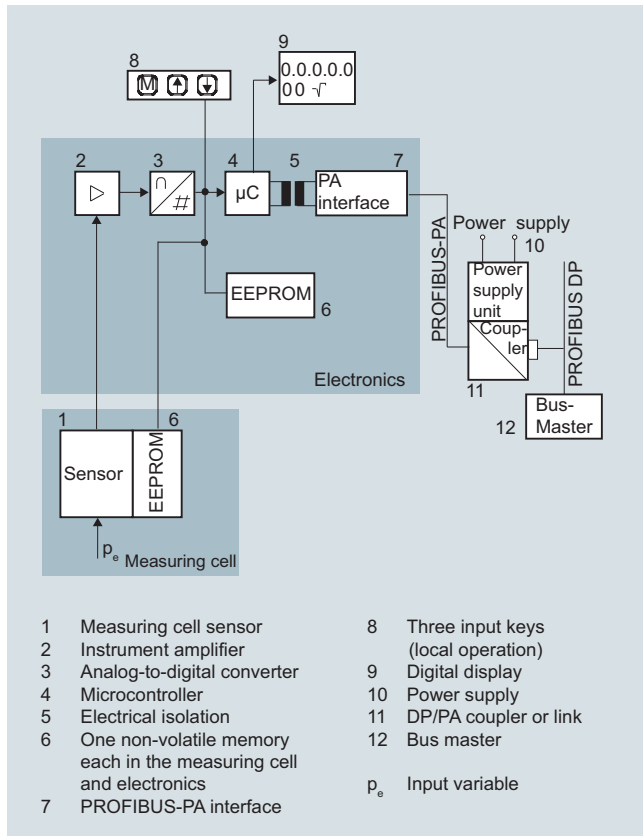 8
M
9
0.0.0.0.0
00 √
2
3
4
5
7
∩
#
µC
PA
interface
EEPROM
6
Electronics
PROFIBUS-PA
Power supply
10
Power
supply
unit
Coup-
ler
11
PROFIBUS DP
12
Bus-
Master
1
6
Sensor
EEPROM
pe Measuring cell
1 Measuring cell sensor
2 Instrument amplifier
3 Analog-to-digital converter
4 Microcontroller
5 Electrical isolation
6 One non-volatile memory
each in the measuring cell
and electronics
7 PROFIBUS-PA interface
8 Three input keys
(local operation)
9 Digital display
10 Power supply
11 DP/PA coupler or link
12 Bus master
pe Input variable